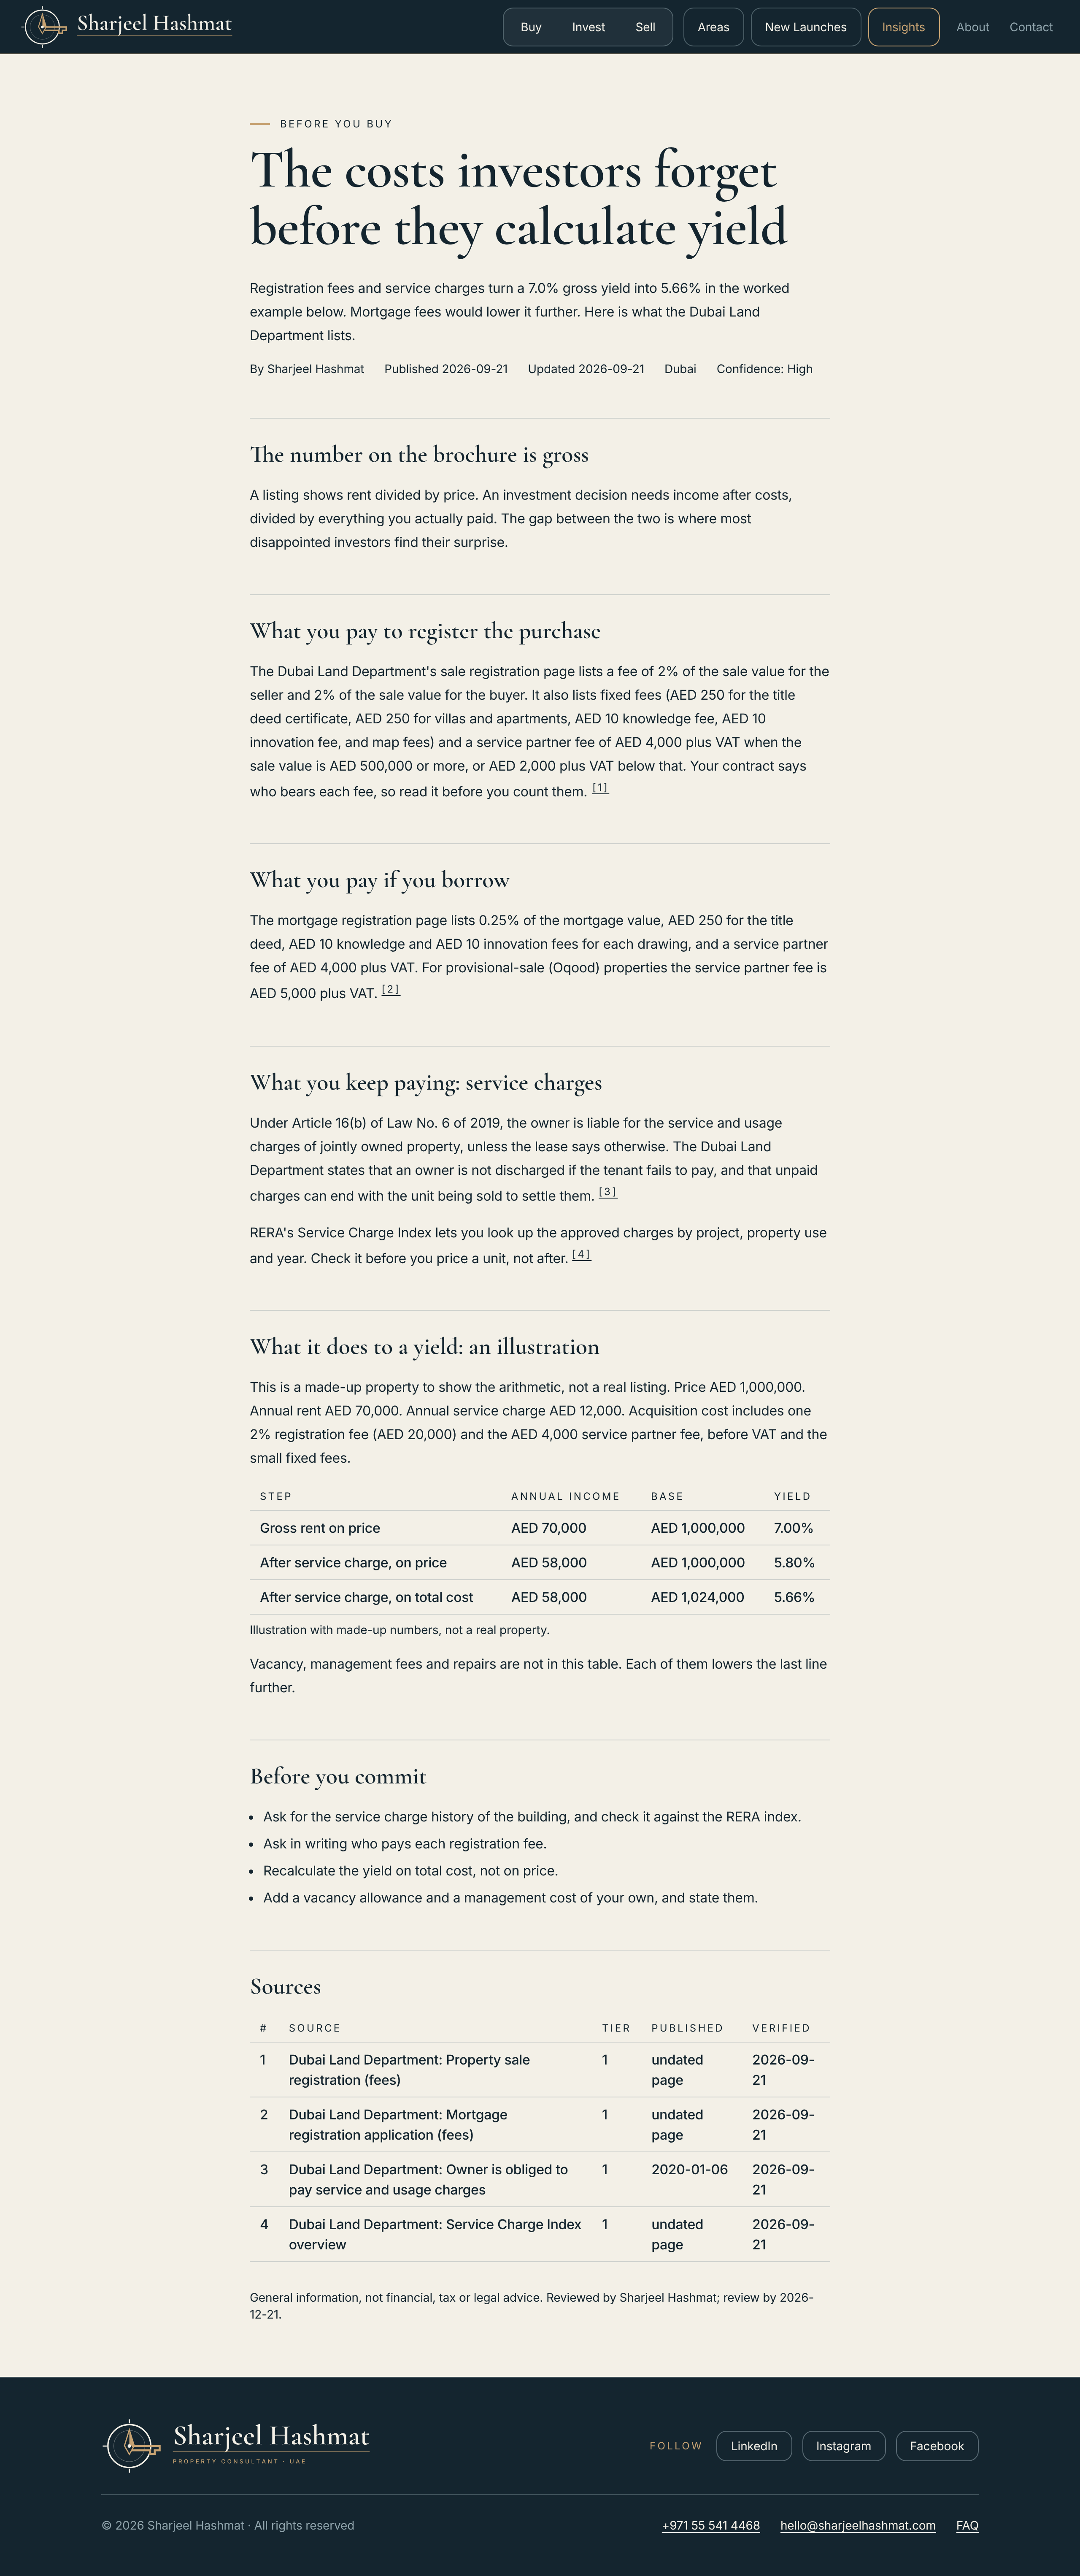 Sharjeel Hashmat
Buy Invest Sell Areas New Launches Insights About Contact
BEFORE YOU BUY
The costs investors forget
before they calculate yield
Registration fees and service charges turn a 7.0% gross yield into 5.66% in the worked
example below. Mortgage fees would lower it further. Here is what the Dubai Land
Department lists.
By Sharjeel Hashmat Published 2026-09-21 Updated 2026-09-21 Dubai Confidence: High
The number on the brochure is gross
A listing shows rent divided by price. An investment decision needs income after costs,
divided by everything you actually paid. The gap between the two is where most
disappointed investors find their surprise.
What you pay to register the purchase
The Dubai Land Department's sale registration page lists a fee of 2% of the sale value for the
seller and 2% of the sale value for the buyer. It also lists fixed fees (AED 250 for the title
deed certificate, AED 250 for villas and apartments, AED 10 knowledge fee, AED 10
innovation fee, and map fees) and a service partner fee of AED 4,000 plus VAT when the
sale value is AED 500,000 or more, or AED 2,000 plus VAT below that. Your contract says
who bears each fee, so read it before you count them. [1]
What you pay if you borrow
The mortgage registration page lists 0.25% of the mortgage value, AED 250 for the title
deed, AED 10 knowledge and AED 10 innovation fees for each drawing, and a service partner
fee of AED 4,000 plus VAT. For provisional-sale (Oqood) properties the service partner fee is
AED 5,000 plus VAT. [2]
What you keep paying: service charges
Under Article 16(b) of Law No. 6 of 2019, the owner is liable for the service and usage
charges of jointly owned property, unless the lease says otherwise. The Dubai Land
Department states that an owner is not discharged if the tenant fails to pay, and that unpaid
charges can end with the unit being sold to settle them. [3]
RERA's Service Charge Index lets you look up the approved charges by project, property use
and year. Check it before you price a unit, not after. [4]
What it does to a yield: an illustration
This is a made-up property to show the arithmetic, not a real listing. Price AED 1,000,000.
Annual rent AED 70,000. Annual service charge AED 12,000. Acquisition cost includes one
2% registration fee (AED 20,000) and the AED 4,000 service partner fee, before VAT and the
small fixed fees.
STEP ANNUAL INCOME BASE YIELD
Gross rent on price AED 70,000 AED 1,000,000 7.00%
After service charge, on price AED 58,000 AED 1,000,000 5.80%
After service charge, on total cost AED 58,000 AED 1,024,000 5.66%
Illustration with made-up numbers, not a real property.
Vacancy, management fees and repairs are not in this table. Each of them lowers the last line
further.
Before you commit
• Ask for the service charge history of the building, and check it against the RERA index.
• Ask in writing who pays each registration fee.
• Recalculate the yield on total cost, not on price.
• Add a vacancy allowance and a management cost of your own, and state them.
Sources
# SOURCE TIER PUBLISHED VERIFIED
1 Dubai Land Department: Property sale 1 undated 2026-09-
registration (fees) page 21
2 Dubai Land Department: Mortgage 1 undated 2026-09-
registration application (fees) page 21
3 Dubai Land Department: Owner is obliged to 1 2020-01-06 2026-09-
pay service and usage charges 21
4 Dubai Land Department: Service Charge Index 1 undated 2026-09-
overview page 21
General information, not financial, tax or legal advice. Reviewed by Sharjeel Hashmat; review by 2026-
12-21.
Sharjeel Hashmat
PROPERTY CONSULTANT · UAE
FOLLOW LinkedIn Instagram Facebook
© 2026 Sharjeel Hashmat · All rights reserved
+971 55 541 4468 hello@sharjeelhashmat.com FAQ